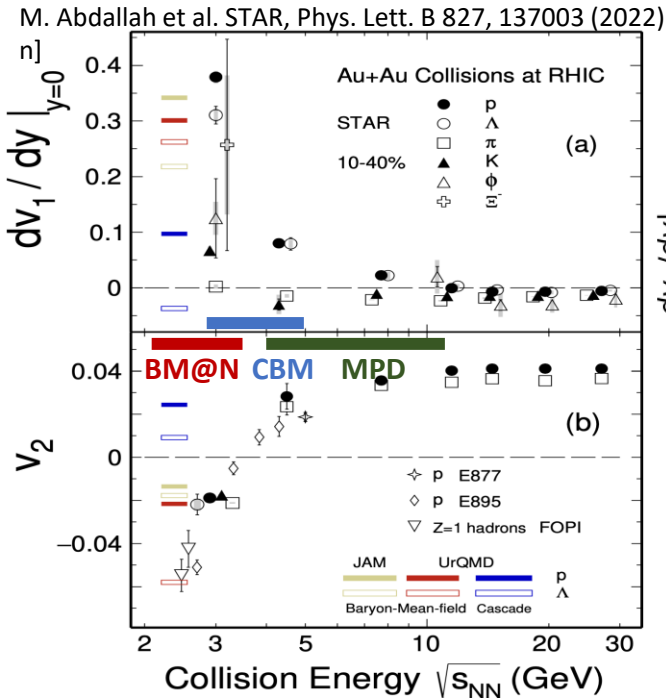 M. Abdallah et al. STAR, Phys. Lett. B 827, 137003 (2022)
n]
dv₁ / dy |y=0
0.4
0.3
0.2
0.1
0
Au+Au Collisions at RHIC
STAR
10-40%
p
Λ
π
K
ϕ
Ξ⁻
(a)
BM@N
CBM
MPD
v₂
0.04
0
−0.04
(b)
p E877
p E895
Z=1 hadrons FOPI
JAM UrQMD
p
Λ
Baryon-Mean-field Cascade
2 3 4 5 10 20 30
Collision Energy √sNN (GeV)